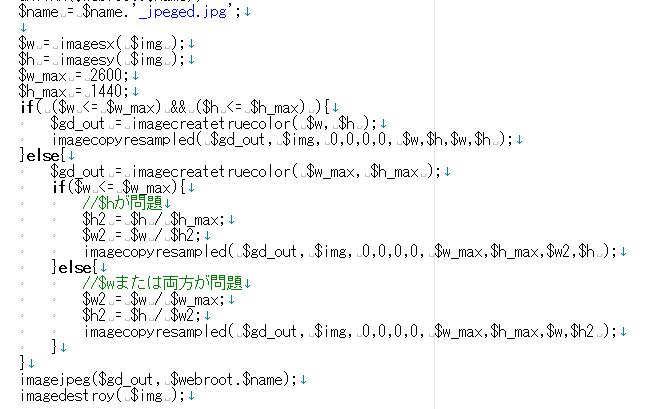 $name = $name.'_jpeged.jpg';↓
↓
$w = imagesx( $img );↓
$h = imagesy( $img );↓
$w_max = 2600;↓
$h_max = 1440;↓
if( ($w <= $w_max) && ($h <= $h_max) ){↓
$gd_out = imagecreatetruecolor( $w, $h );↓
imagecopyresampled( $gd_out, $img, 0,0,0,0, $w,$h,$w,$h );↓
}else{↓
$gd_out = imagecreatetruecolor( $w_max, $h_max );↓
if($w <= $w_max){↓
//$hが問題↓
$h2 = $h / $h_max;↓
$w2 = $w / $h2;↓
imagecopyresampled( $gd_out, $img, 0,0,0,0, $w_max,$h_max,$w2,$h );↓
}else{↓
//$wまたは両方が問題↓
$w2 = $w / $w_max;↓
$h2 = $h / $w2;↓
imagecopyresampled( $gd_out, $img, 0,0,0,0, $w_max,$h_max,$w,$h2 );↓
}↓
}↓
imagejpeg($gd_out, $webroot.$name);↓
imagedestroy( $img );↓